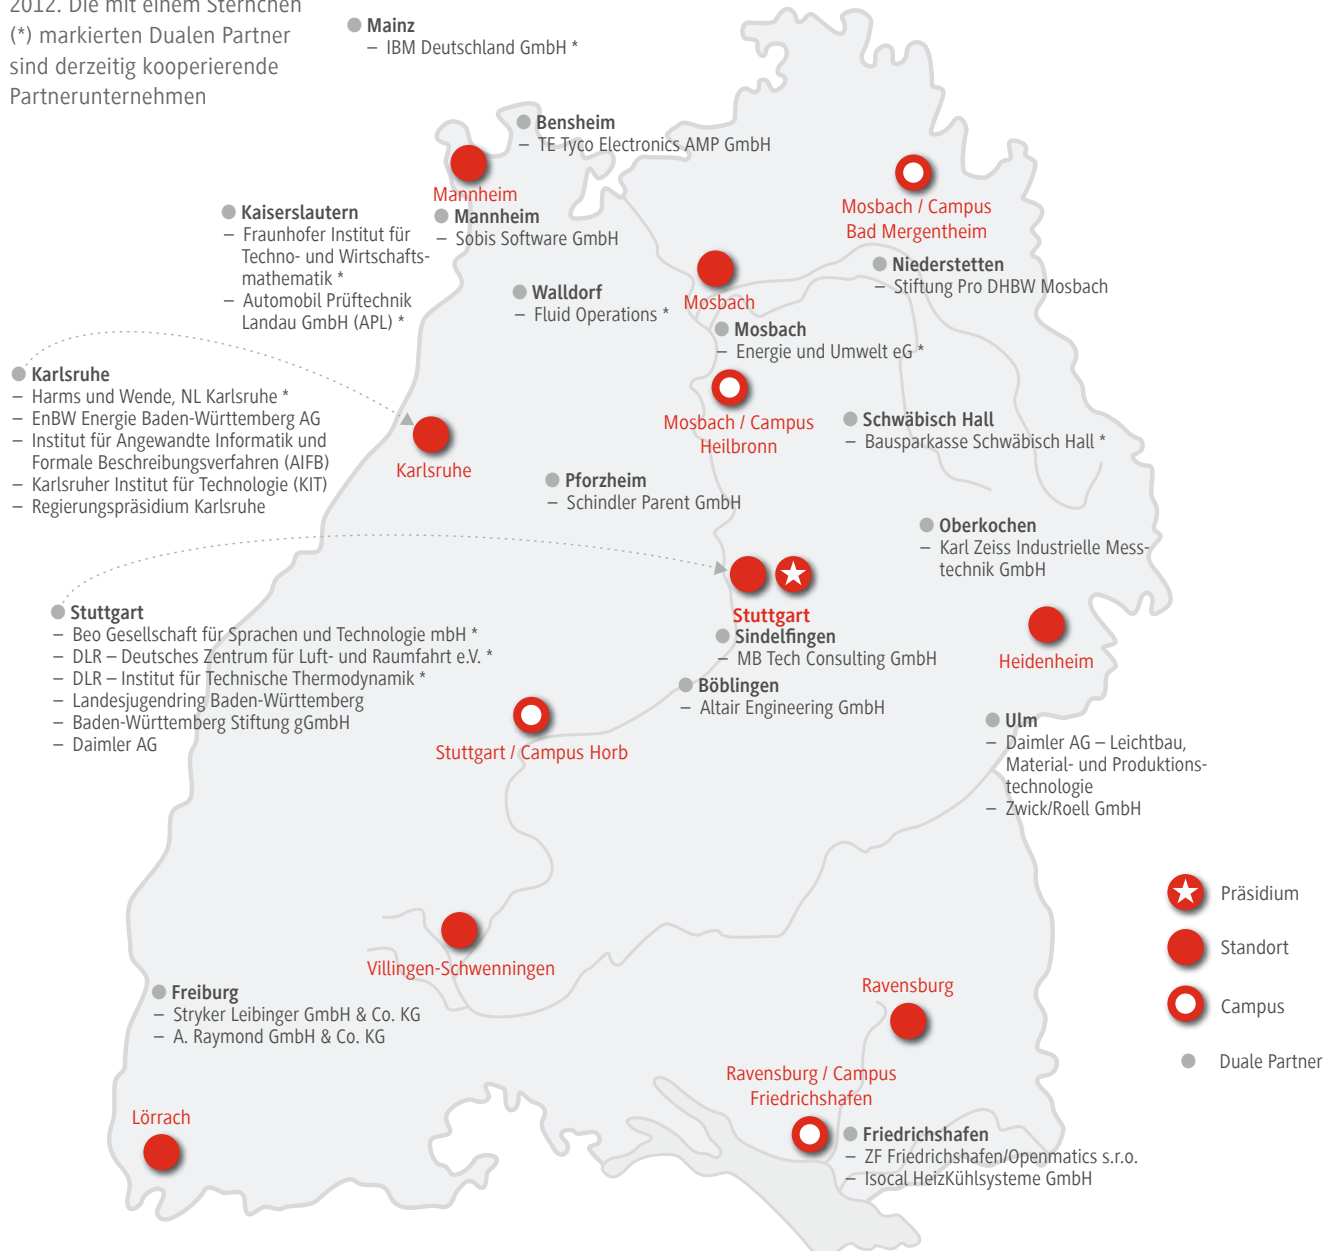 2012. Die mit einem Sternchen
(*) markierten Dualen Partner
sind derzeitig kooperierende
Partnerunternehmen
Mainz
– IBM Deutschland GmbH *
Bensheim
– TE Tyco Electronics AMP GmbH
Mannheim
Mannheim
– Sobis Software GmbH
Kaiserslautern
– Fraunhofer Institut für
Techno- und Wirtschafts-
mathematik *
– Automobil Prüftechnik
Landau GmbH (APL) *
Walldorf
– Fluid Operations *
Mosbach / Campus
Bad Mergentheim
Niederstetten
– Stiftung Pro DHBW Mosbach
Mosbach
Mosbach
– Energie und Umwelt eG *
Mosbach / Campus
Heilbronn
Karlsruhe
– Harms und Wende, NL Karlsruhe *
– EnBW Energie Baden-Württemberg AG
– Institut für Angewandte Informatik und
Formale Beschreibungsverfahren (AIFB)
– Karlsruher Institut für Technologie (KIT)
– Regierungspräsidium Karlsruhe
Karlsruhe
Schwäbisch Hall
– Bausparkasse Schwäbisch Hall *
Pforzheim
– Schindler Parent GmbH
Oberkochen
– Karl Zeiss Industrielle Mess-
technik GmbH
Stuttgart
– Beo Gesellschaft für Sprachen und Technologie mbH *
– DLR – Deutsches Zentrum für Luft- und Raumfahrt e.V. *
– DLR – Institut für Technische Thermodynamik *
– Landesjugendring Baden-Württemberg
– Baden-Württemberg Stiftung gGmbH
– Daimler AG
Stuttgart
Sindelfingen
– MB Tech Consulting GmbH
Böblingen
– Altair Engineering GmbH
Heidenheim
Stuttgart / Campus Horb
Ulm
– Daimler AG – Leichtbau,
Material- und Produktions-
technologie
– Zwick/Roell GmbH
Villingen-Schwenningen
Freiburg
– Stryker Leibinger GmbH & Co. KG
– A. Raymond GmbH & Co. KG
Ravensburg
Ravensburg / Campus
Friedrichshafen
Lörrach
Friedrichshafen
– ZF Friedrichshafen/Openmatics s.r.o.
– Isocal HeizKühlsysteme GmbH
Präsidium
Standort
Campus
Duale Partner